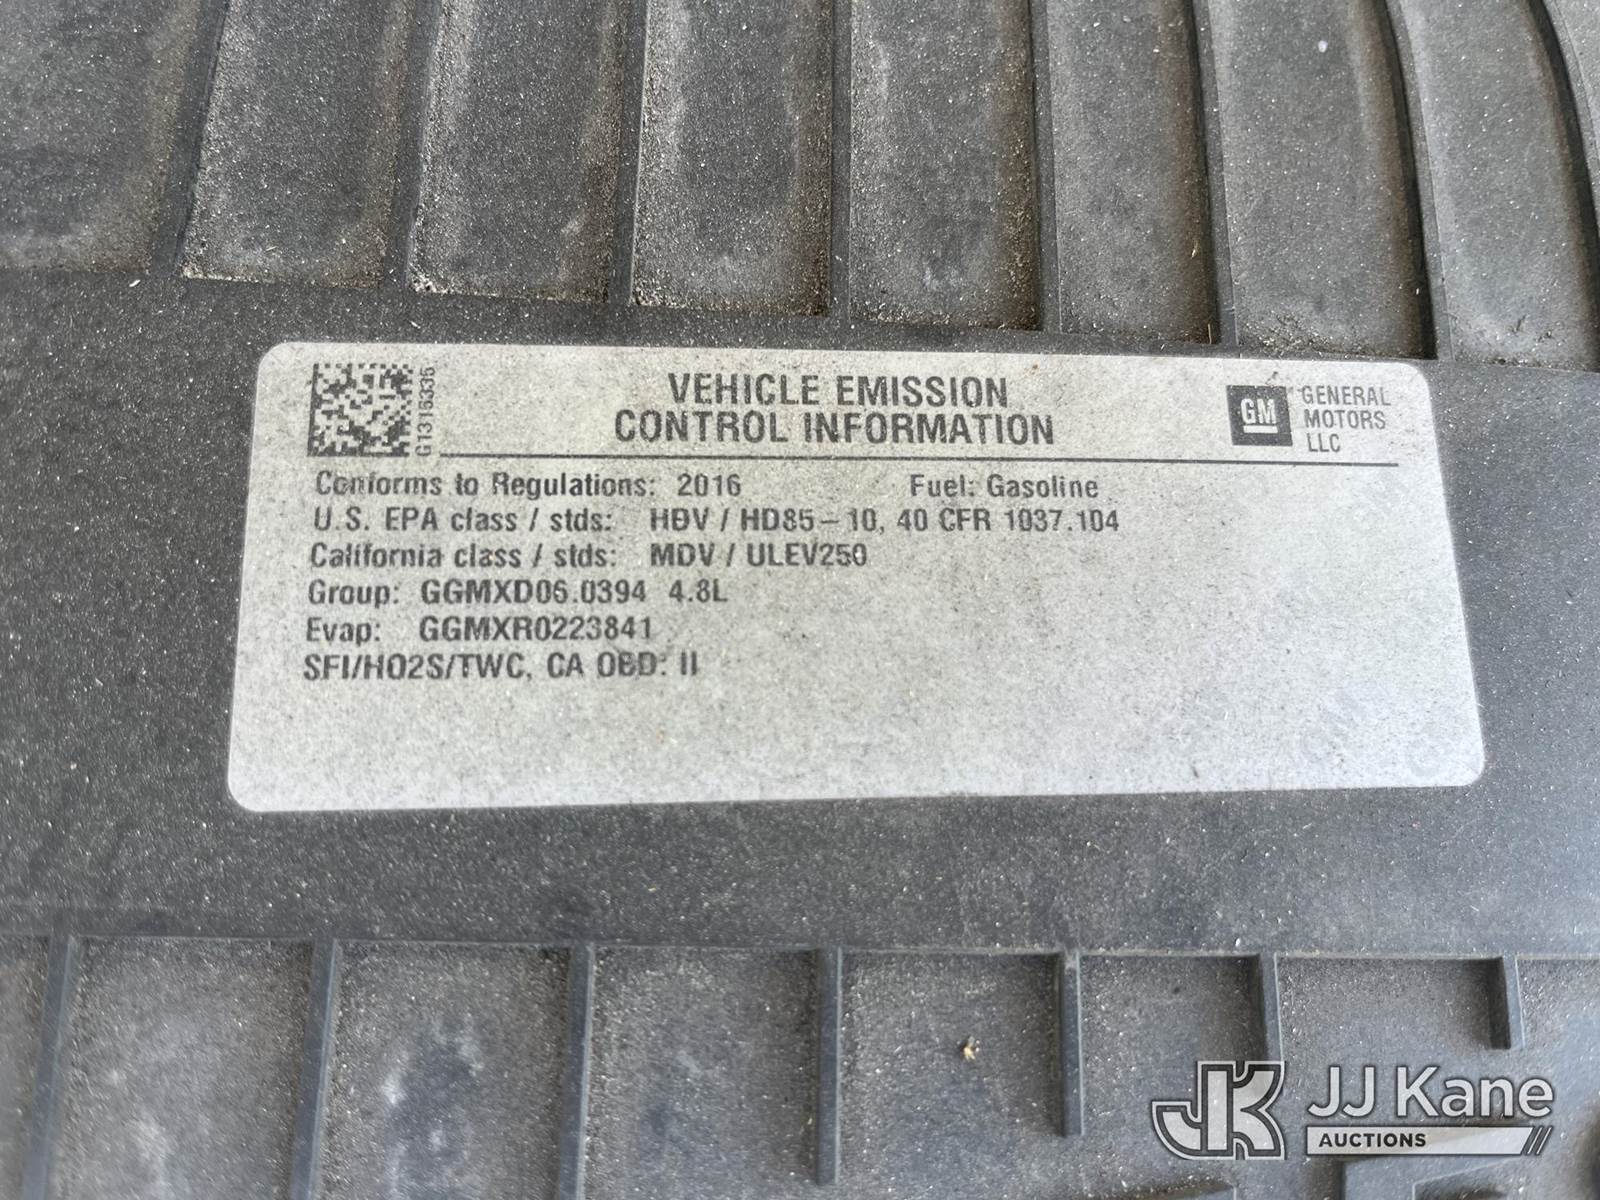 G1316336
VEHICLE EMISSION
CONTROL INFORMATION
GM
GENERAL
MOTORS
LLC
Conforms to Regulations: 2016 Fuel: Gasoline
U.S. EPA class / stds: HDV / HD85-10, 40 CFR 1037.104
California class / stds: MDV / ULEV250
Group: GGMXD06.0394 4.8L
Evap: GGMXR0223841
SFI/HO2S/TWC, CA OBD: II
JK JJ Kane
AUCTIONS